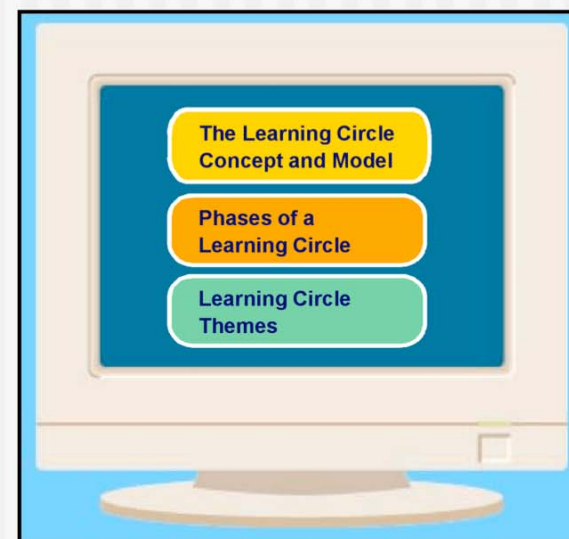 The Learning Circle
Concept and Model
Phases of a
Learning Circle
Learning Circle
Themes